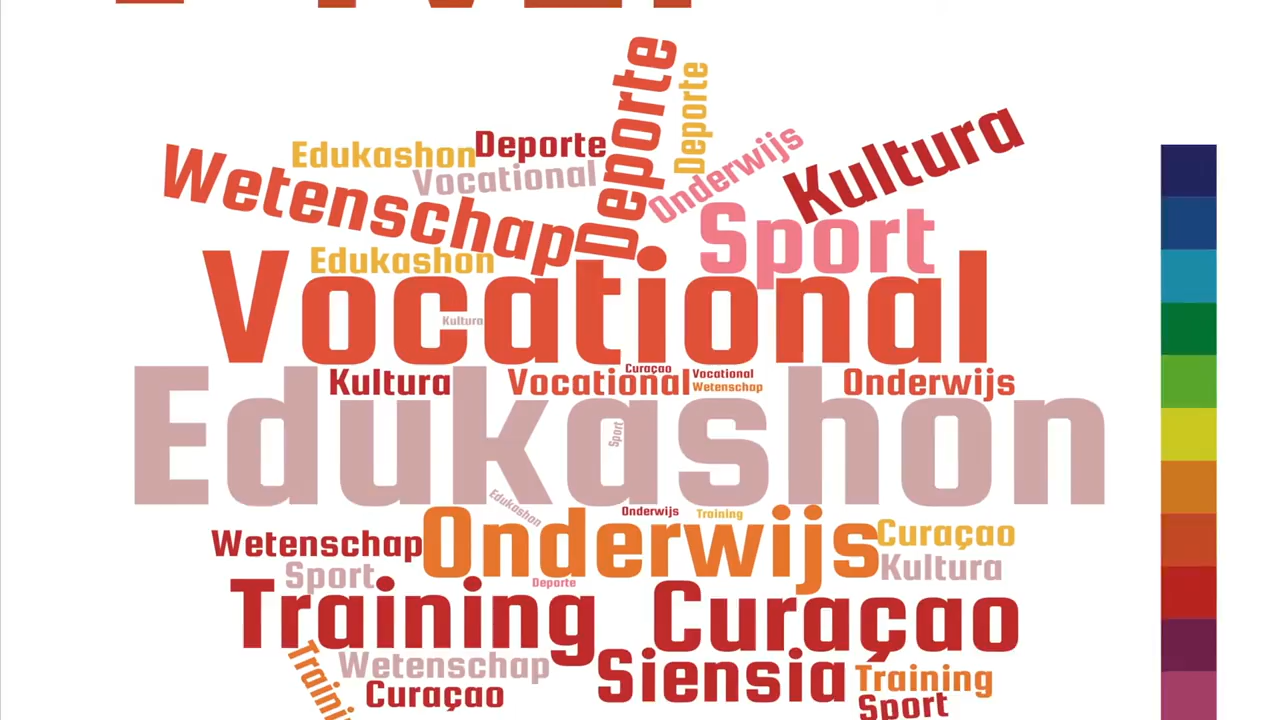 Deporte
Deporte
Edukashon
Deporte
Onderwijs
Kultura
Wetenschap
Vocational
Sport
Edukashon
Vocational
Kultura
Kultura
Vocational
Curaçao
Vocational
Wetenschap
Onderwijs
Edukashon
Sport
Edukashon
Onderwijs
Training
Wetenschap
Onderwijs
Curaçao
Sport
Deporte
Kultura
Training
Curaçao
Wetenschap
Siensia
Training
Curaçao
Sport